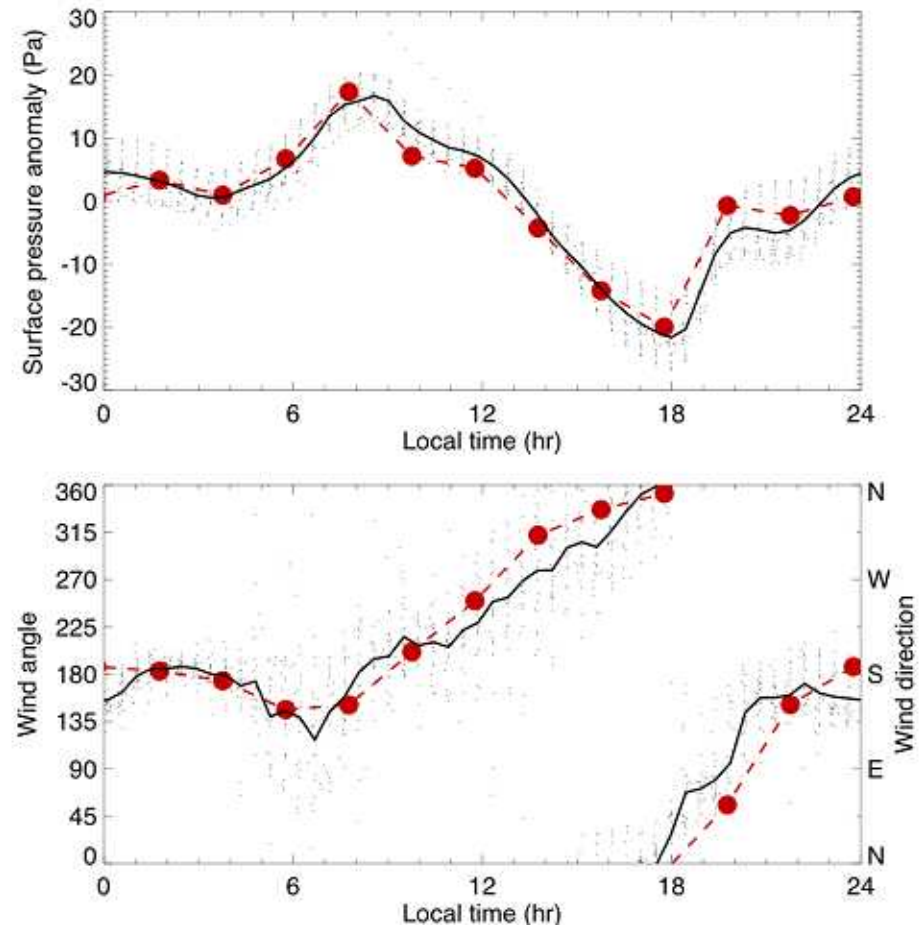 30
20
10
0
-10
-20
-30
Surface pressure anomaly (Pa)
0 6 12 18 24
Local time (hr)
360
315
270
225
180
135
90
45
0
Wind angle
N
W
S
E
N
Wind direction
0 6 12 18 24
Local time (hr)